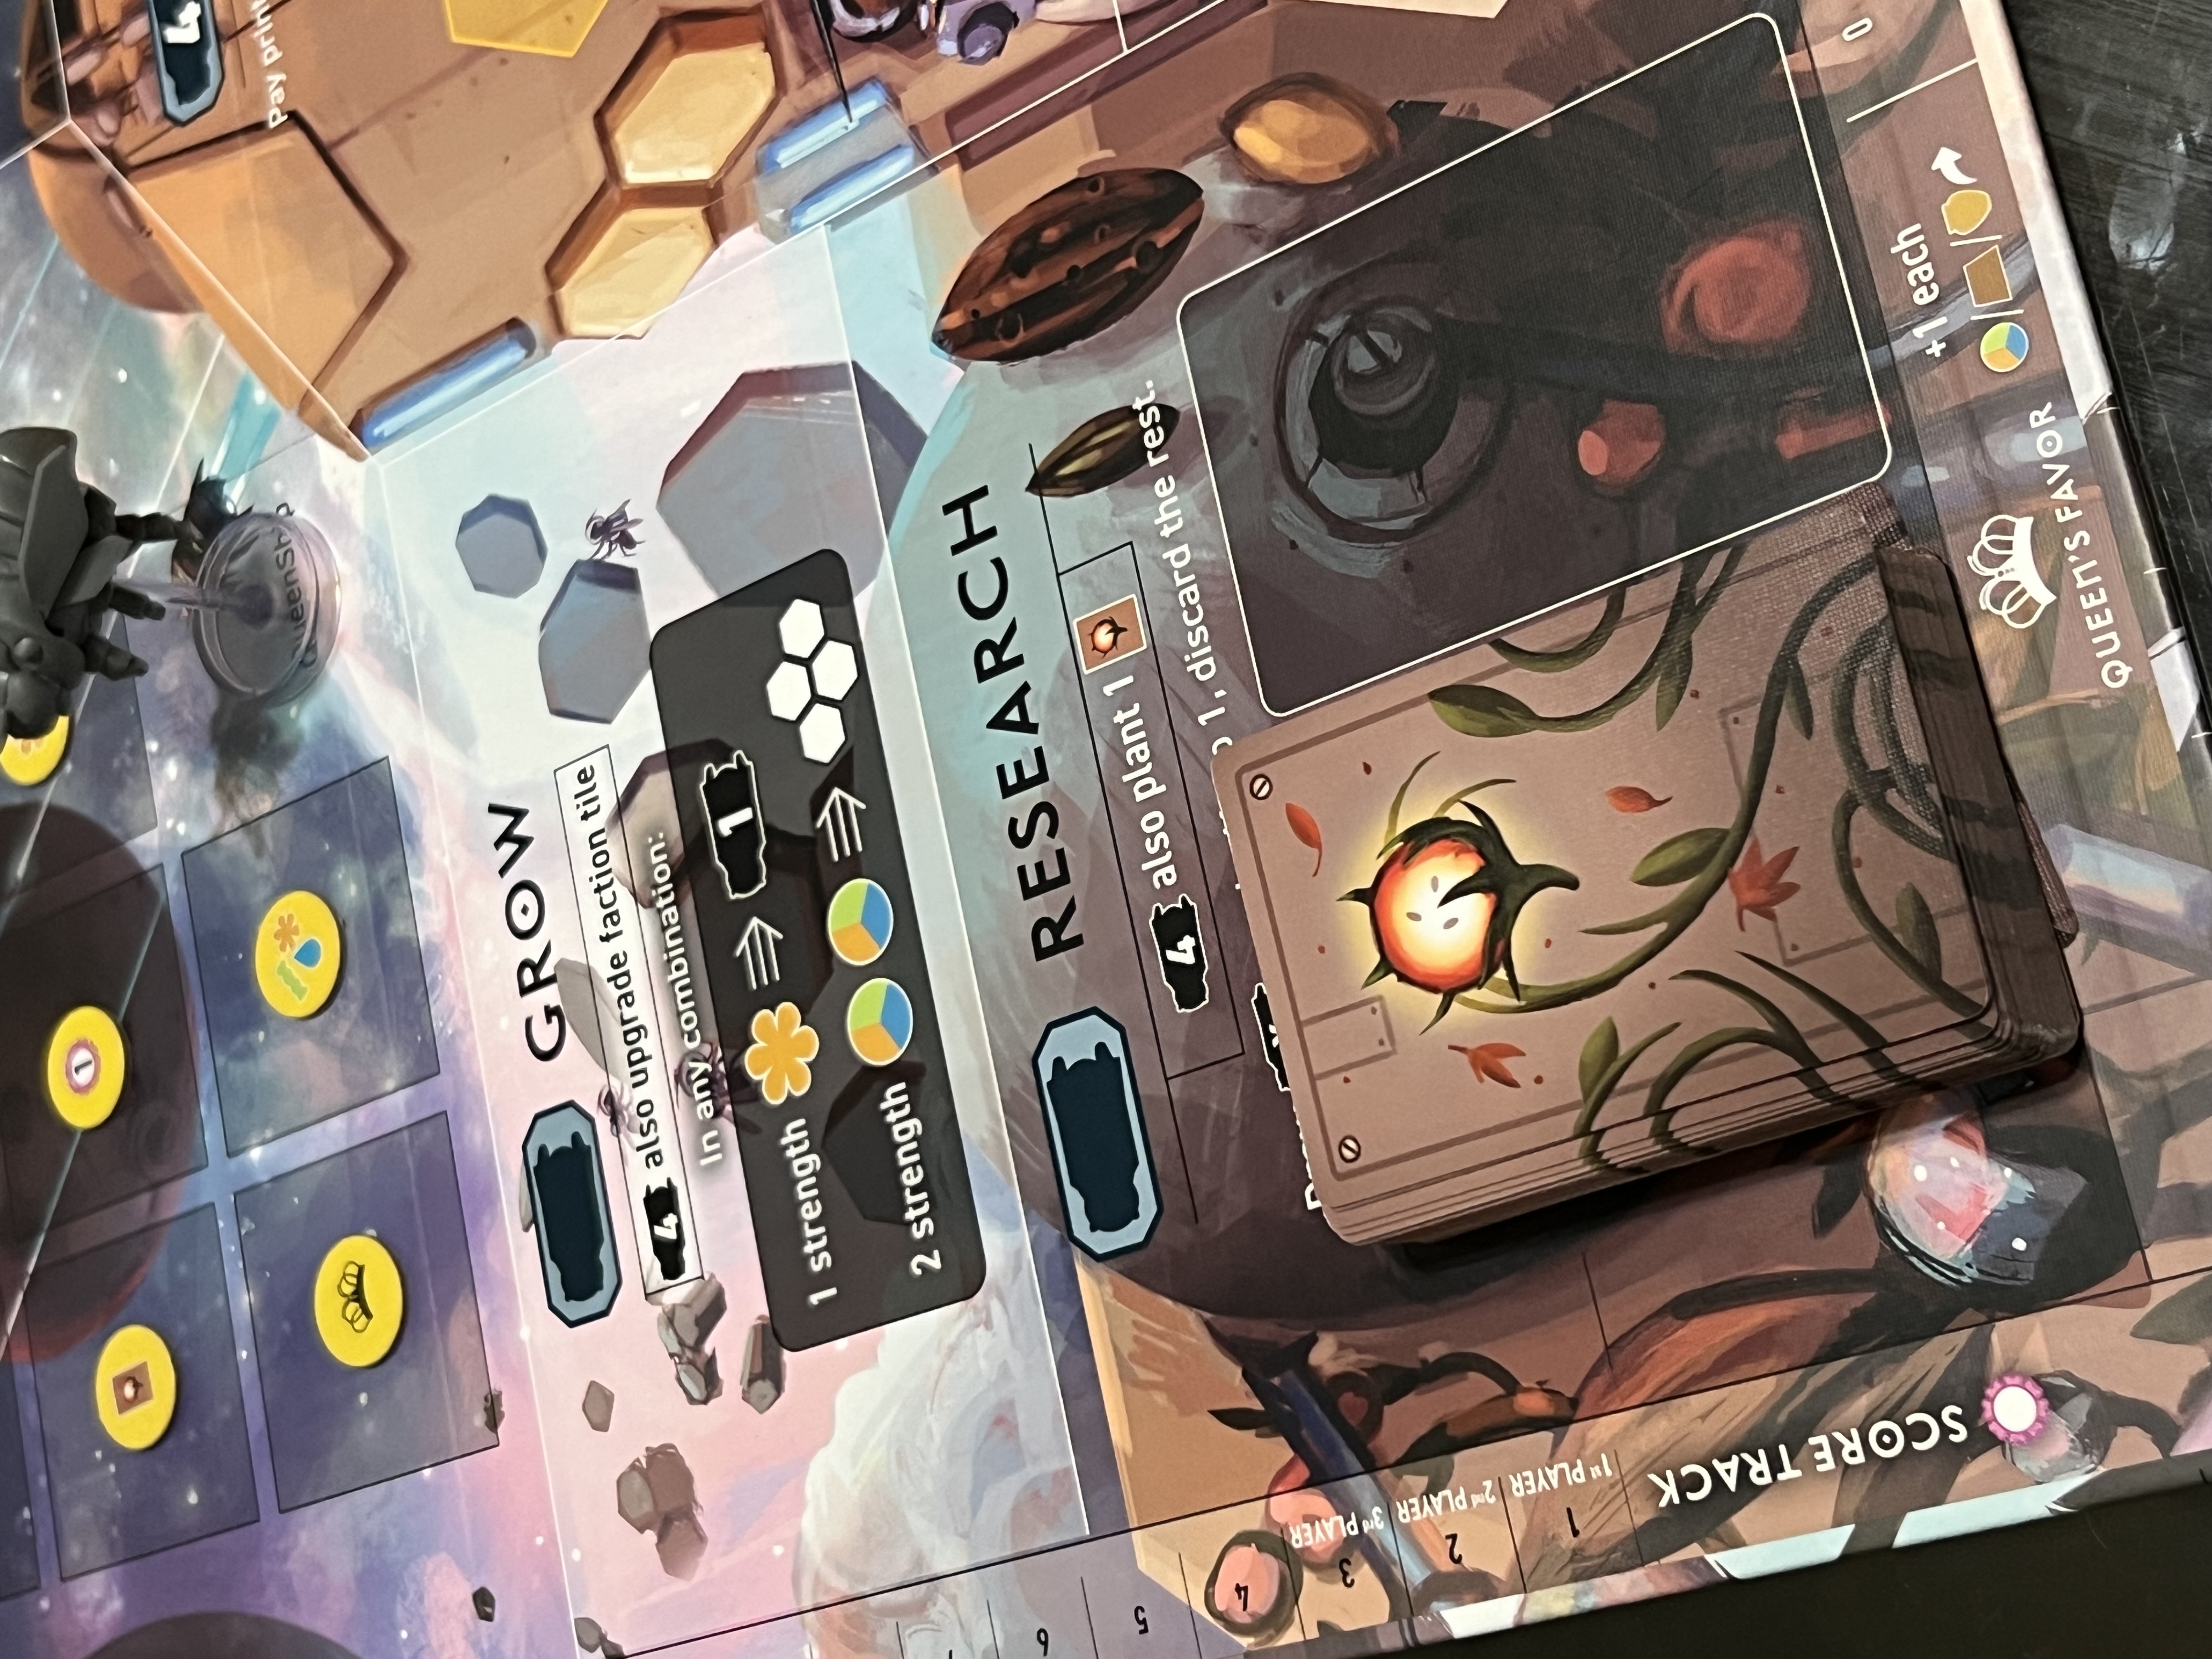 1
4
QueenSh p
Pay print
GROW
4 also upgrade faction tile
In any combination:
1 strength 1
2 strength
RESEARCH
4 also plant 1
1, discard the rest.
6
5
4
3
2
1
1st PLAYER 2nd PLAYER 3rd PLAYER
SCORE TRACK
+1 each
0
QUEEN'S FAVOR